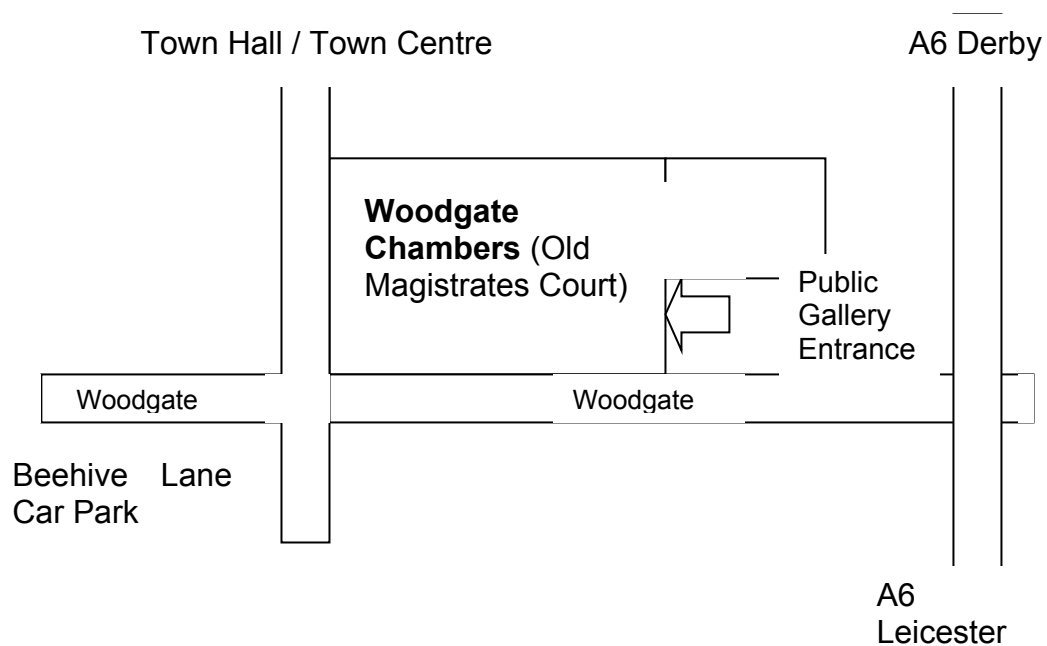 Town Hall / Town Centre
A6 Derby
Woodgate
Chambers (Old
Magistrates Court)
Public
Gallery
Entrance
Woodgate
Woodgate
Beehive Lane
Car Park
A6
Leicester